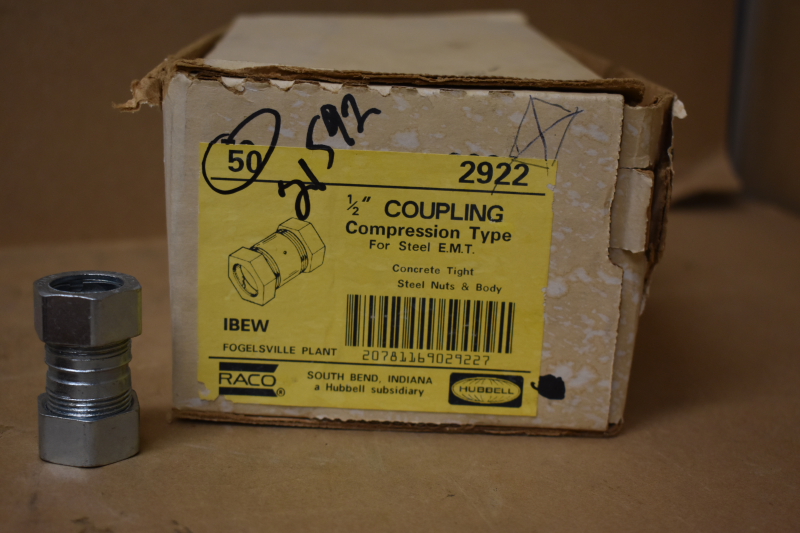 21592
50 2922
1/2" COUPLING
Compression Type
For Steel E.M.T.
Concrete Tight
Steel Nuts & Body
IBEW
FOGELSVILLE PLANT
20781169029227
RACO®
SOUTH BEND, INDIANA
a Hubbell subsidiary
HUBBELL